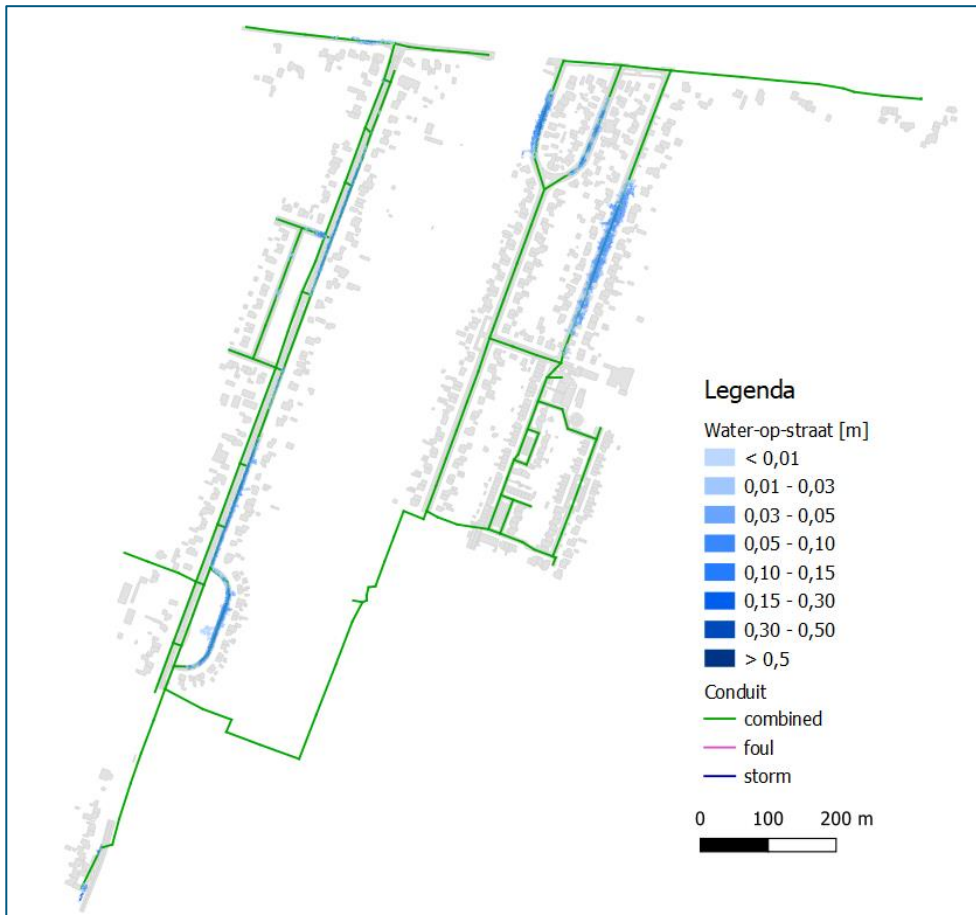 Legenda
Water-op-straat [m]
< 0,01
0,01 - 0,03
0,03 - 0,05
0,05 - 0,10
0,10 - 0,15
0,15 - 0,30
0,30 - 0,50
> 0,5
Conduit
combined
foul
storm
0 100 200 m